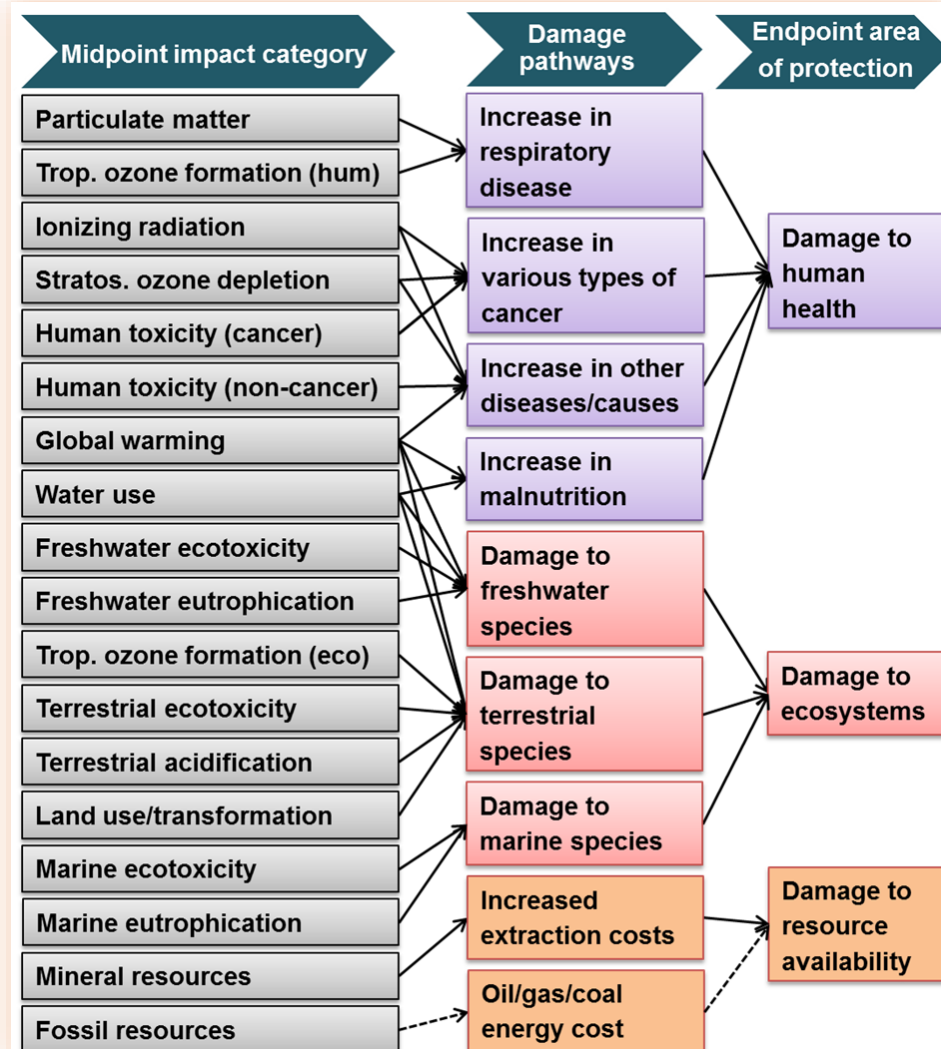 Midpoint impact category
Damage
pathways
Endpoint area
of protection
Particulate matter
Trop. ozone formation (hum)
Ionizing radiation
Stratos. ozone depletion
Human toxicity (cancer)
Human toxicity (non-cancer)
Global warming
Water use
Freshwater ecotoxicity
Freshwater eutrophication
Trop. ozone formation (eco)
Terrestrial ecotoxicity
Terrestrial acidification
Land use/transformation
Marine ecotoxicity
Marine eutrophication
Mineral resources
Fossil resources
Increase in
respiratory
disease
Increase in
various types of
cancer
Increase in other
diseases/causes
Increase in
malnutrition
Damage to
freshwater
species
Damage to
terrestrial
species
Damage to
marine species
Increased
extraction costs
Oil/gas/coal
energy cost
Damage to
human
health
Damage to
ecosystems
Damage to
resource
availability